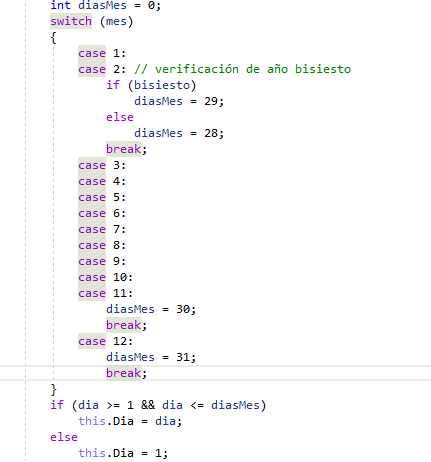 int diasMes = 0;
switch (mes)
{
case 1:
case 2: // verificación de año bisiesto
if (bisiesto)
diasMes = 29;
else
diasMes = 28;
break;
case 3:
case 4:
case 5:
case 6:
case 7:
case 8:
case 9:
case 10:
case 11:
diasMes = 30;
break;
case 12:
diasMes = 31;
break;
}
if (dia >= 1 && dia <= diasMes)
this.Dia = dia;
else
this.Dia = 1;